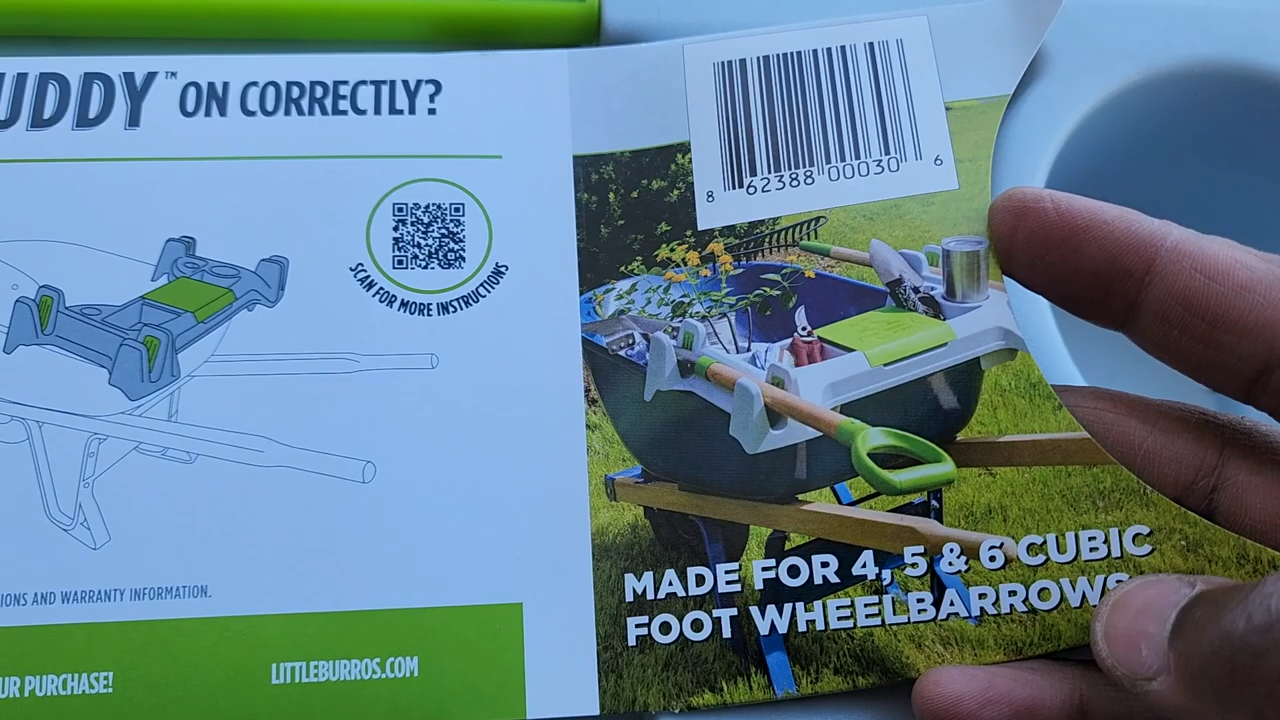 UDDY™ ON CORRECTLY?
SCAN FOR MORE INSTRUCTIONS
IONS AND WARRANTY INFORMATION.
UR PURCHASE!
LITTLEBURROS.COM
8 62388 00030 6
MADE FOR 4, 5 & 6 CUBIC
FOOT WHEELBARROWS